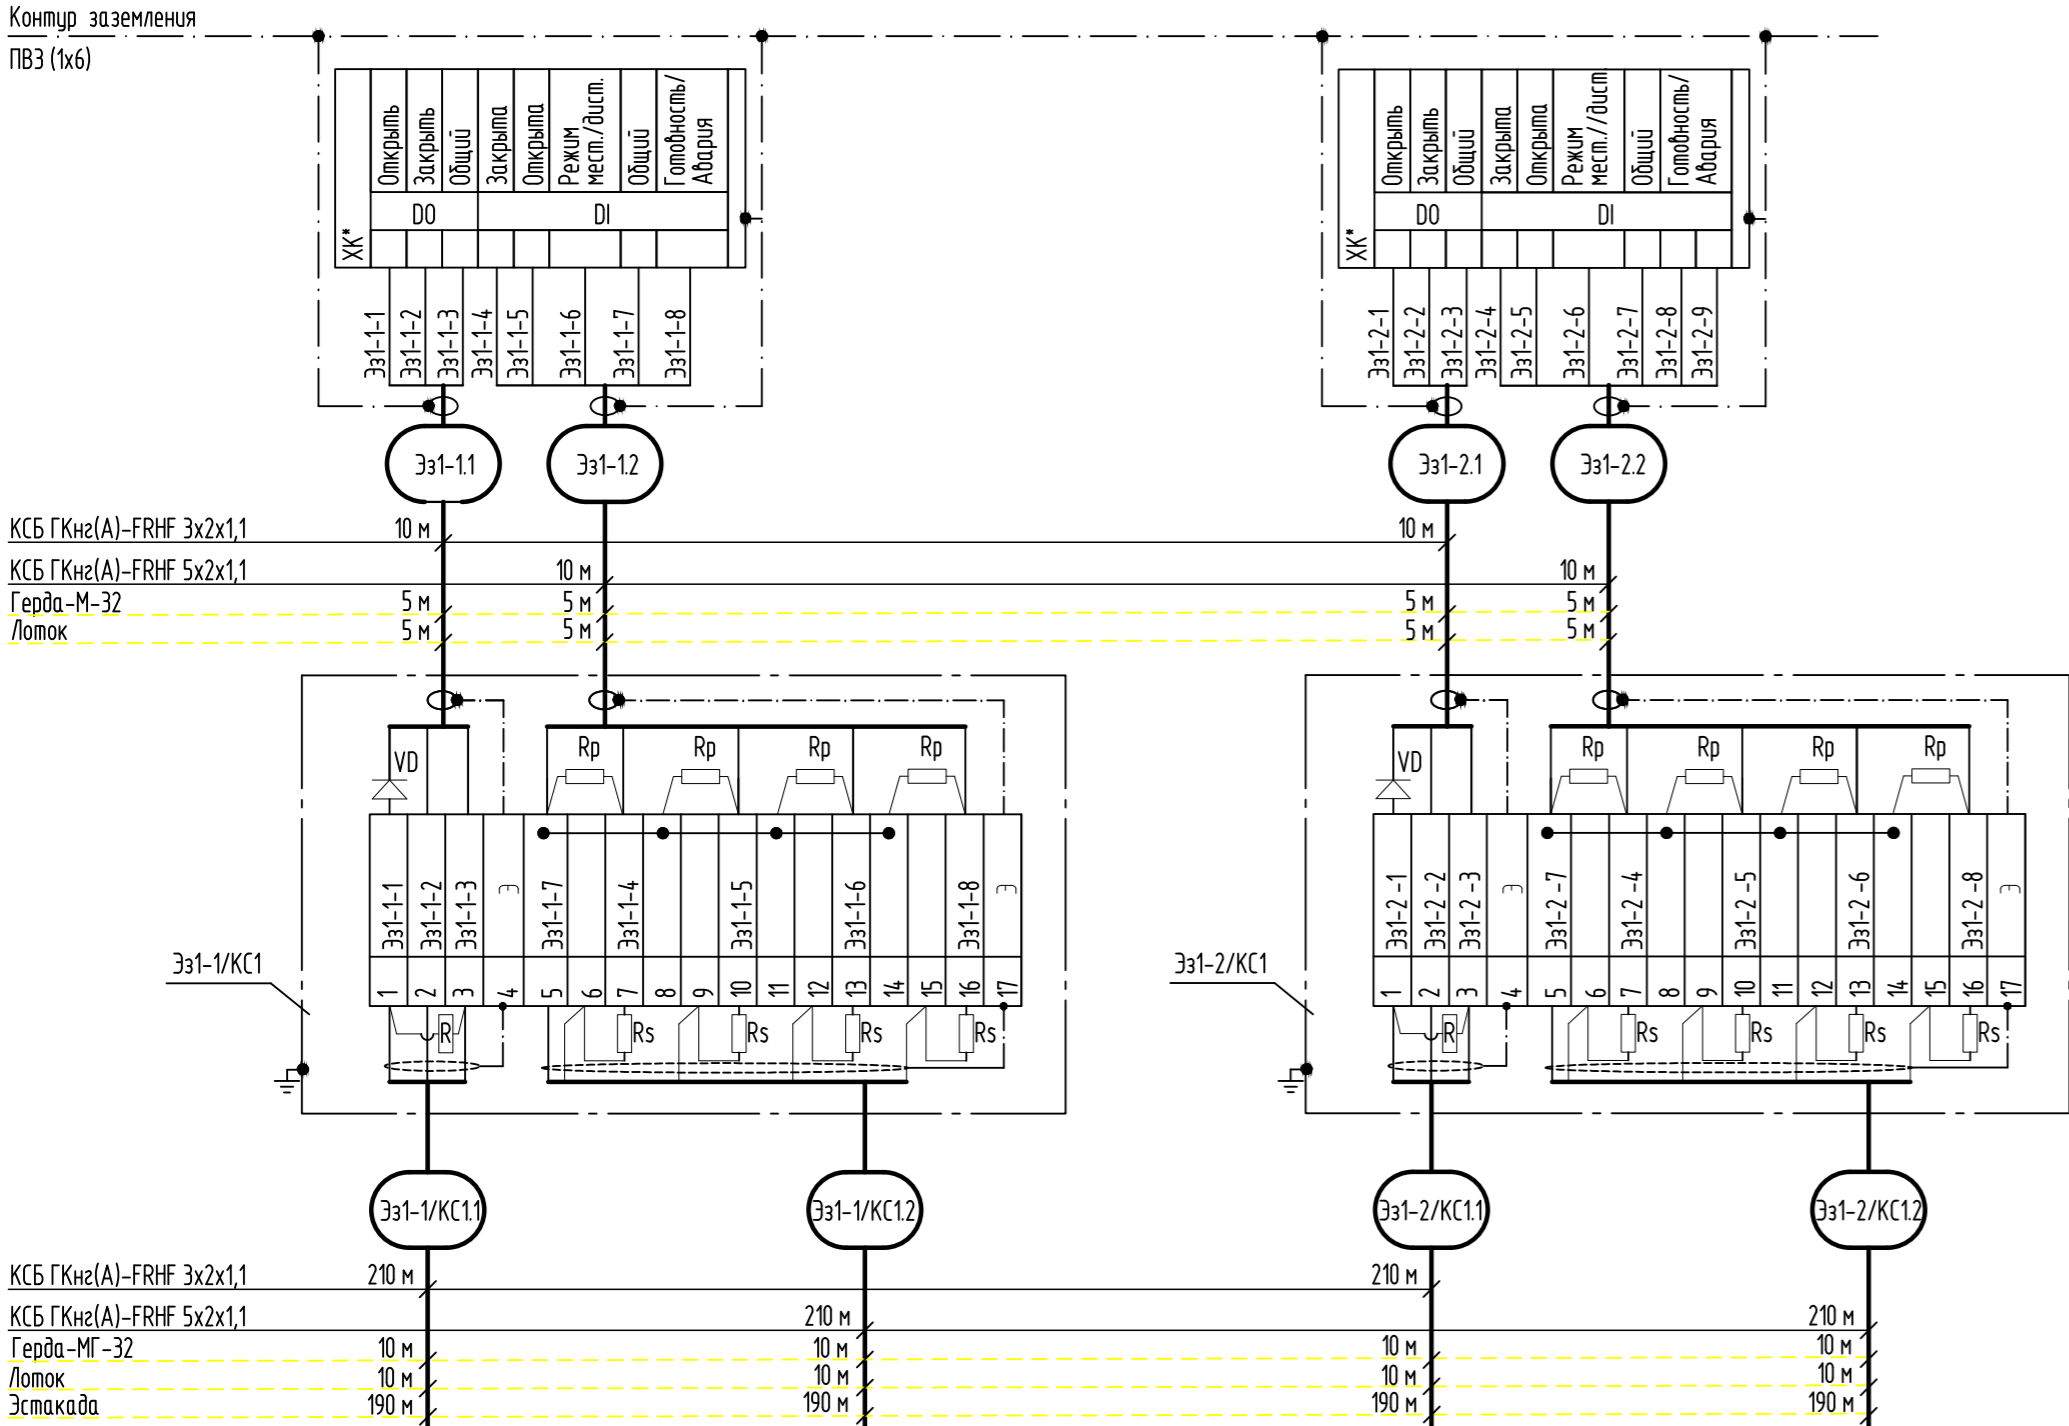 Контур заземления
ПВЗ (1х6)
ХК*
Открыть
Закрыть
Общий
Закрыта
Открыта
Режим
мест./дист.
Общий
Готовность/
Авария
DO
DI
ХК*
Открыть
Закрыть
Общий
Закрыта
Открыта
Режим
мест.//дист.
Общий
Готовность/
Авария
DO
DI
Эз1-1-1
Эз1-1-2
Эз1-1-3
Эз1-1-4
Эз1-1-5
Эз1-1-6
Эз1-1-7
Эз1-1-8
Эз1-2-1
Эз1-2-2
Эз1-2-3
Эз1-2-4
Эз1-2-5
Эз1-2-6
Эз1-2-7
Эз1-2-8
Эз1-2-9
Эз1-1.1
Эз1-1.2
Эз1-2.1
Эз1-2.2
КСБ ГКнг(А)-FRHF 3х2х1,1 10 м 10 м
КСБ ГКнг(А)-FRHF 5х2х1,1 10 м 10 м
Герда-М-32 5 м 5 м 5 м 5 м
Лоток 5 м 5 м 5 м 5 м
VD Rp Rp Rp Rp
VD Rp Rp Rp Rp
Эз1-1-1
Эз1-1-2
Эз1-1-3
Э
Эз1-1-7
Эз1-1-4
Эз1-1-5
Эз1-1-6
Эз1-1-8
Э
Эз1-2 -1
Эз1-2 -2
Эз1-2 -3
Э
Эз1-2 -7
Эз1-2 -4
Эз1-2 -5
Эз1-2 -6
Эз1-2 -8
Э
Эз1-1/КС1
Эз1-2/КС1
1 2 3 4 5 6 7 8 9 10 11 12 13 14 15 16 17
1 2 3 4 5 6 7 8 9 10 11 12 13 14 15 16 17
R Rs Rs Rs Rs
R Rs Rs Rs Rs
Эз1-1/КС1.1
Эз1-1/КС1.2
Эз1-2/КС1.1
Эз1-2/КС1.2
КСБ ГКнг(А)-FRHF 3х2х1,1 210 м 210 м
КСБ ГКнг(А)-FRHF 5х2х1,1 210 м 210 м
Герда-МГ-32 10 м 10 м 10 м 10 м
Лоток 10 м 10 м 10 м 10 м
Эстакада 190 м 190 м 190 м 190 м